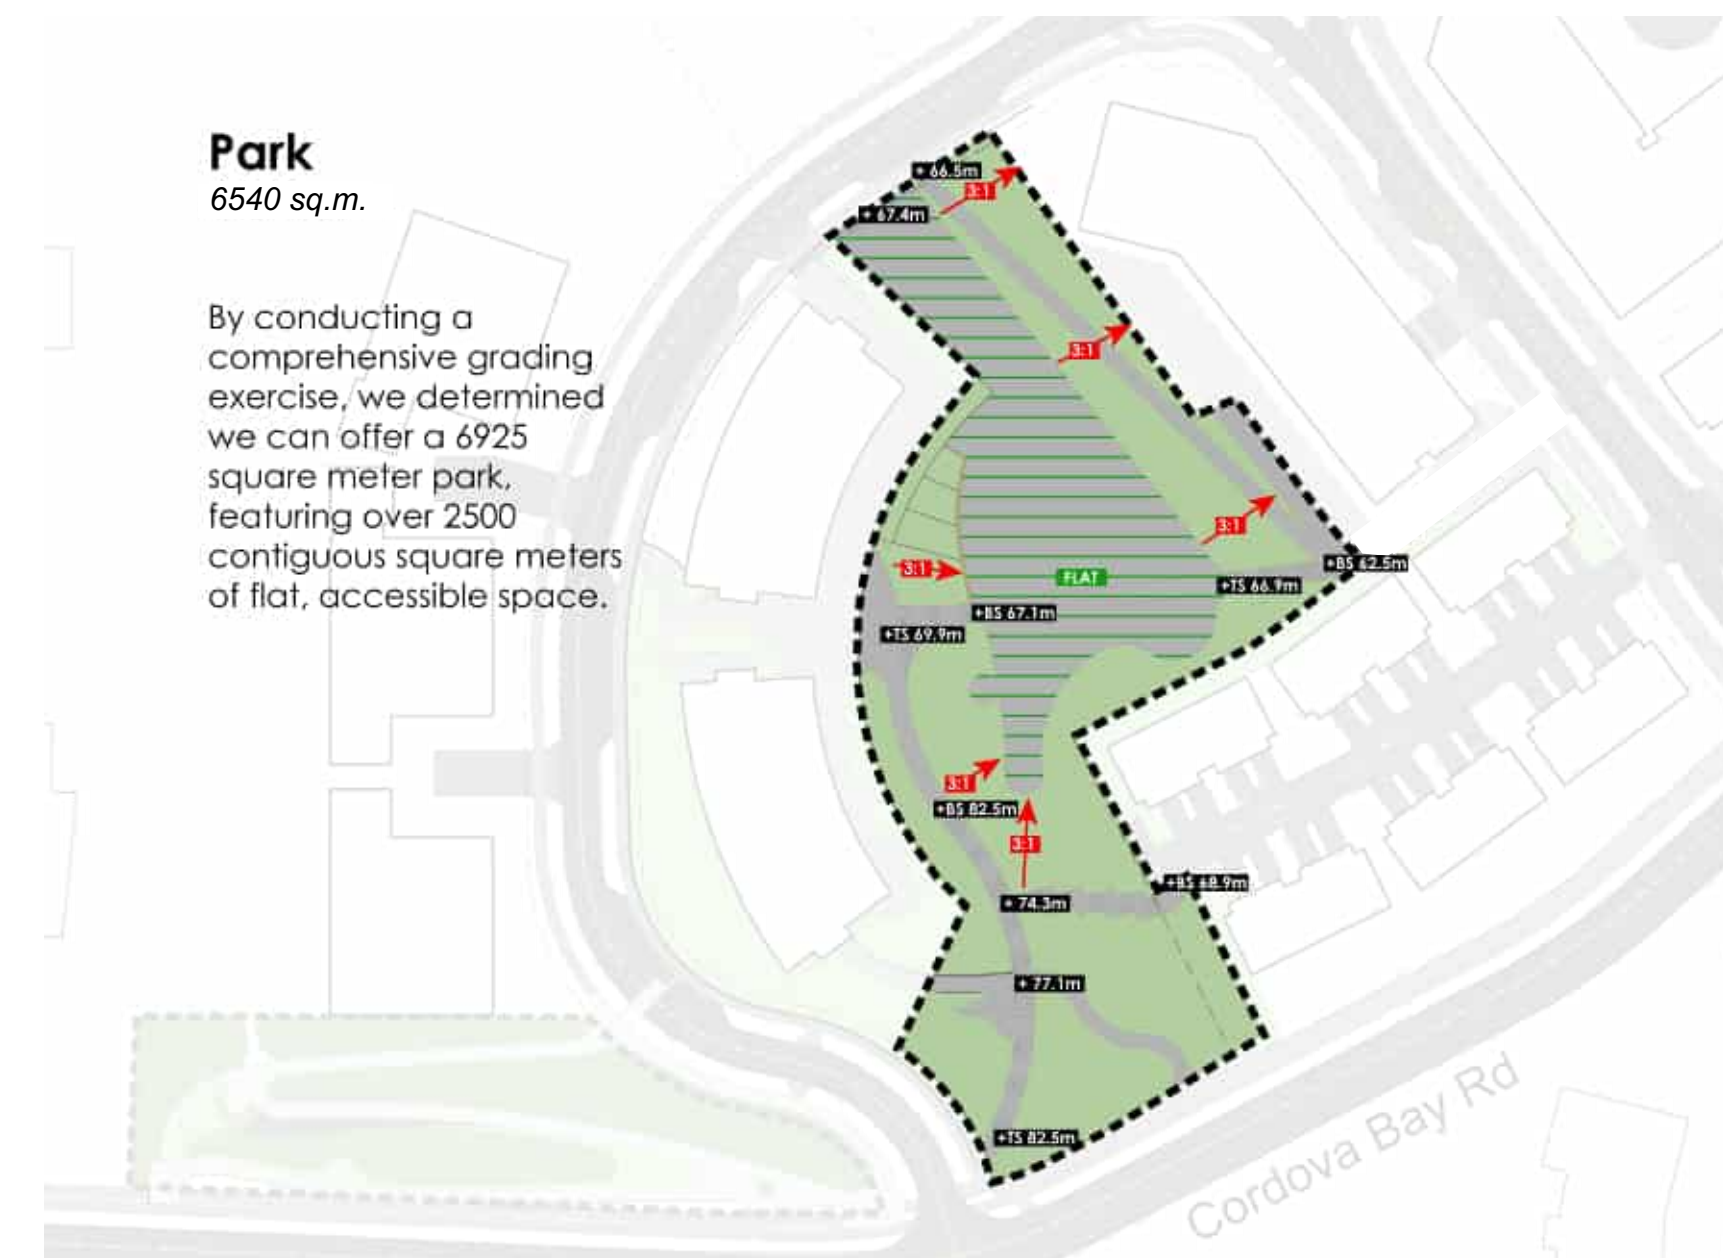 Park
6540 sq.m.
By conducting a
comprehensive grading
exercise, we determined
we can offer a 6925
square meter park,
featuring over 2500
contiguous square meters
of flat, accessible space.
+ 66.5m
3:1
+ 67.4m
3:1
3:1
+BS 62.5m
3:1
FLAT
+TS 66.9m
+BS 67.1m
+TS 69.9m
3:1
+BS 82.5m
3:1
+BS 68.9m
+ 74.3m
+ 77.1m
+TS 82.5m
Cordova Bay Rd